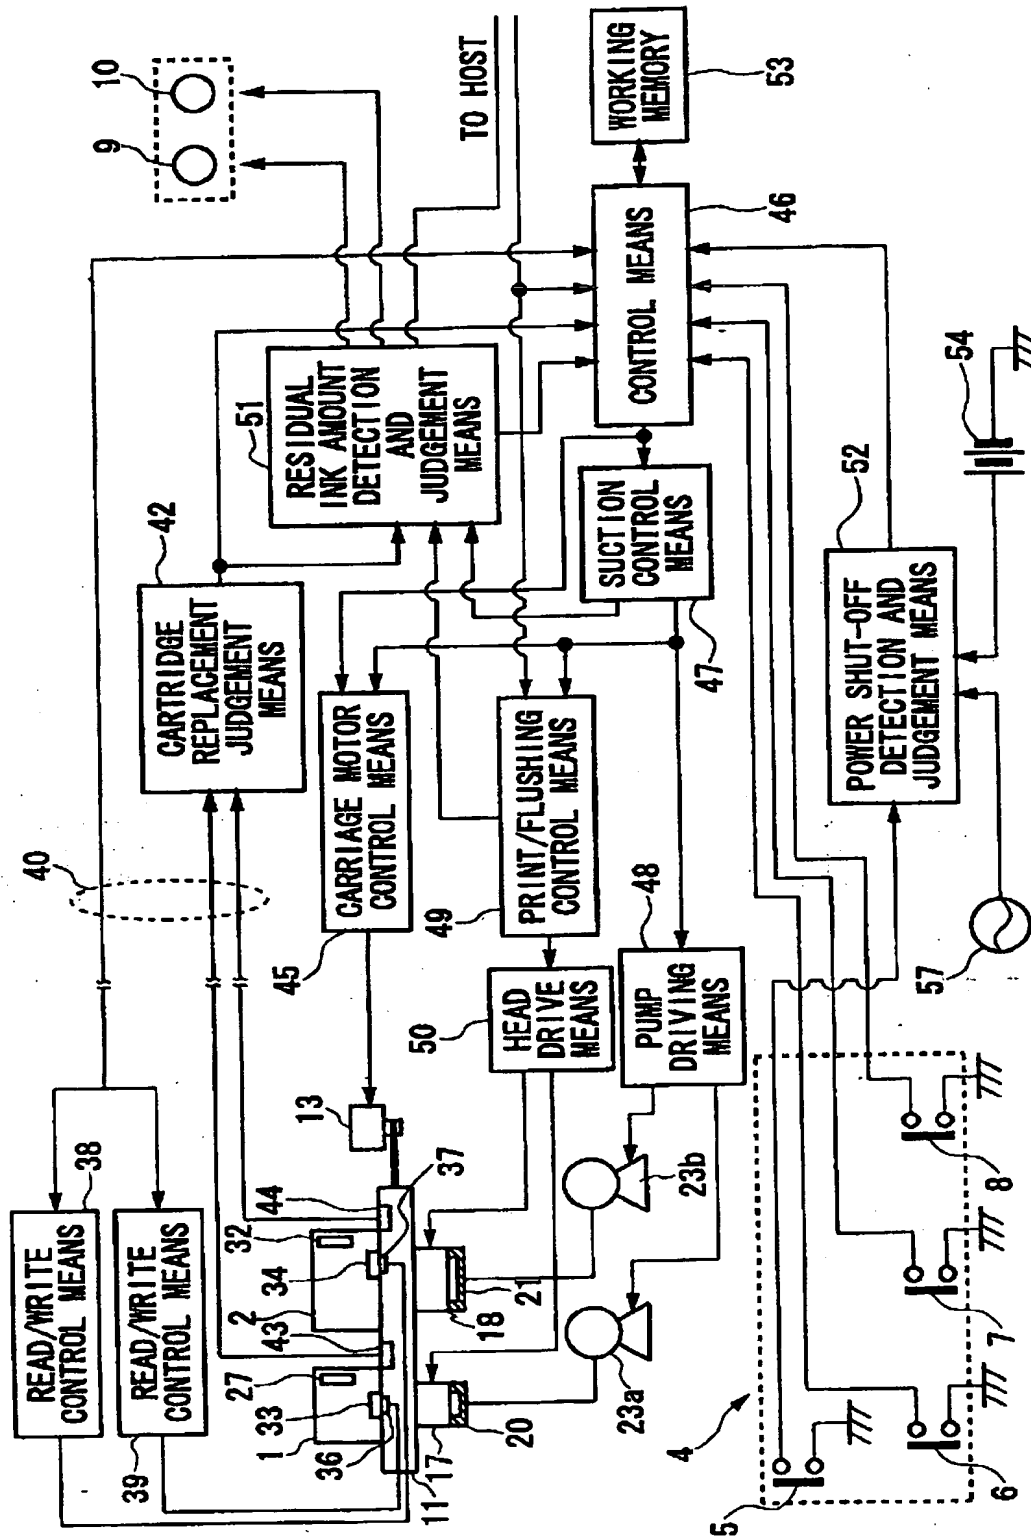 READ/WRITE
CONTROL MEANS
38
READ/WRITE
CONTROL MEANS
39
40
CARTRIDGE
REPLACEMENT
JUDGEMENT
MEANS
42
RESIDUAL
INK AMOUNT
DETECTION
AND
JUDGEMENT
MEANS
51
9
10
TO HOST
CARRIAGE MOTOR
CONTROL MEANS
45
PRINT/FLUSHING
CONTROL MEANS
49
SUCTION
CONTROL
MEANS
47
CONTROL MEANS
46
WORKING
MEMORY
53
HEAD
DRIVE
MEANS
50
PUMP
DRIVING
MEANS
48
POWER SHUT-OFF
DETECTION AND
JUDGEMENT MEANS
52
54
57
13
37
44
32
34
2
43
27
33
1
36
11
17
20
18
21
23a
23b
4
5
6
7
8